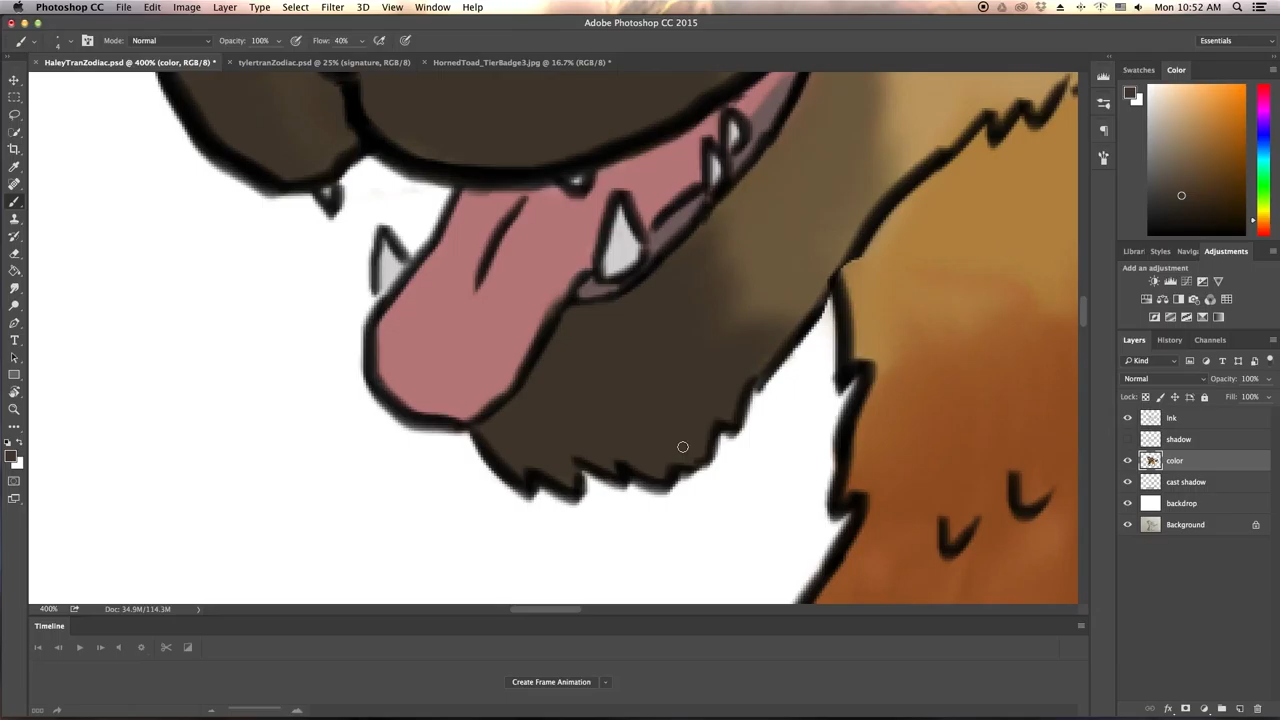 Photoshop CC File Edit Image Layer Type Select Filter 3D View Window Help Mon 10:52 AM
Adobe Photoshop CC 2015
4 Mode: Normal Opacity: 100% Flow: 40% Essentials
HaleyTranZodiac.psd @ 400% (color, RGB/8) * tylertranZodiac.psd @ 25% (signature, RGB/8) HornedToad_TierBadge3.jpg @ 16.7% (RGB/8) *
Swatches Color
Librar Styles Naviga Adjustments
Add an adjustment
Layers History Channels
Kind
Normal Opacity: 100%
Lock: Fill: 100%
Ink
shadow
color
cast shadow
backdrop
Background
400% Doc: 34.9M/114.3M
Timeline
Create Frame Animation